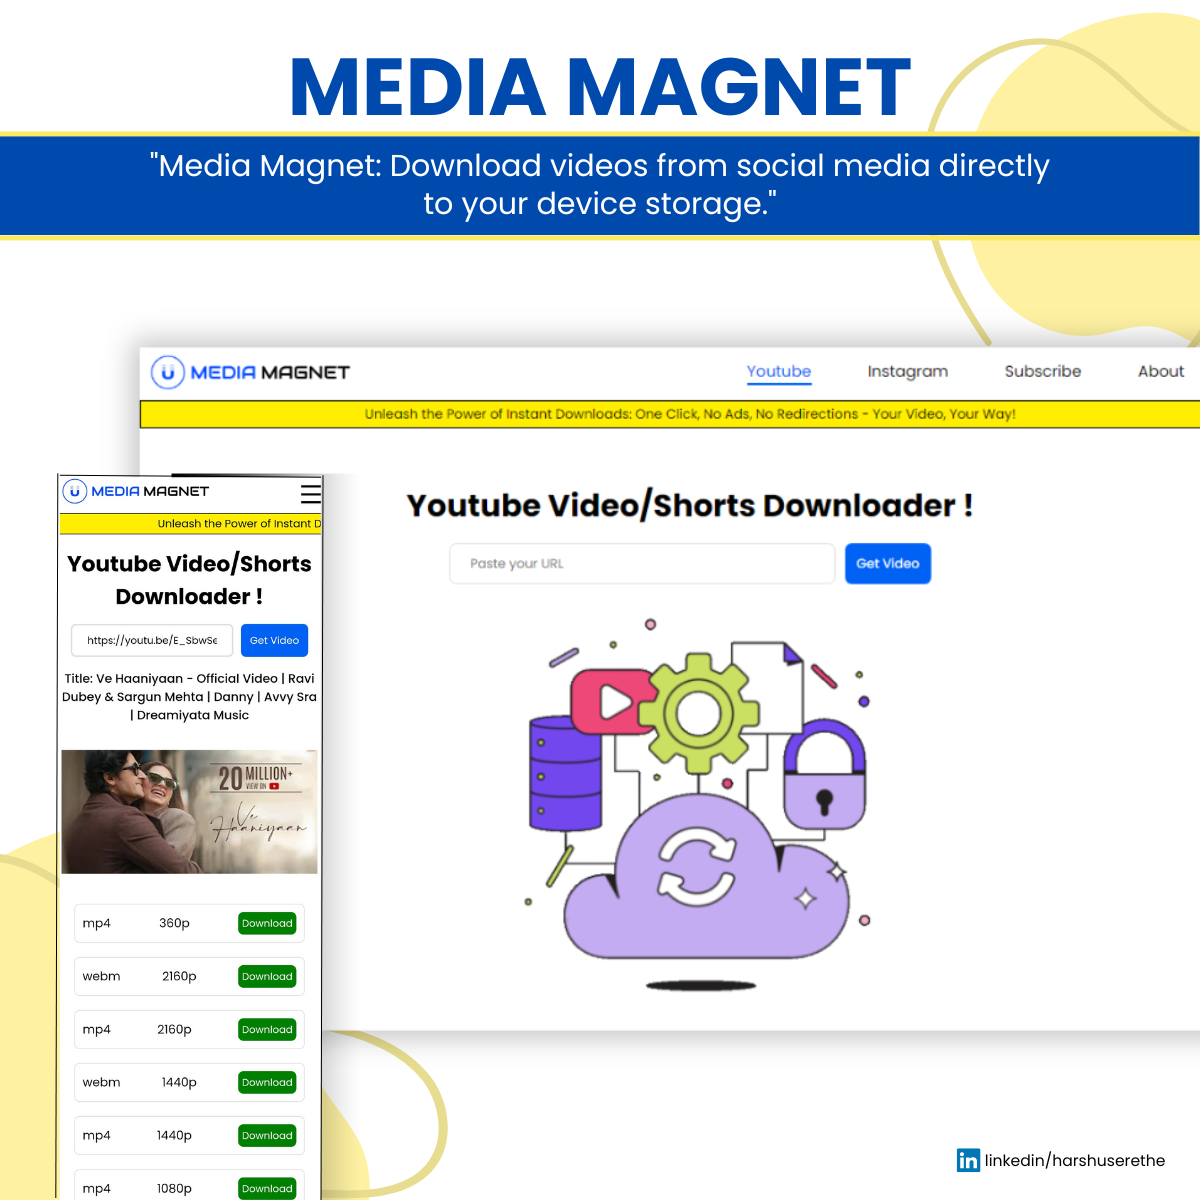 MEDIA MAGNET
"Media Magnet: Download videos from social media directly
to your device storage."
MEDIA MAGNET
Youtube
Instagram
Subscribe
About
Unleash the Power of Instant Downloads: One Click, No Ads, No Redirections - Your Video, Your Way!
Youtube Video/Shorts Downloader !
Paste your URL
Get Video
MEDIA MAGNET
Unleash the Power of Instant D
Youtube Video/Shorts
Downloader !
https://youtu.be/E_SbwSe
Get Video
Title: Ve Haaniyaan - Official Video | Ravi
Dubey & Sargun Mehta | Danny | Avvy Sra
| Dreamiyata Music
20 MILLION+
VIEW ON
Ve
Haaniyaan
mp4 360p Download
webm 2160p Download
mp4 2160p Download
webm 1440p Download
mp4 1440p Download
mp4 1080p Download
in linkedin/harshuserethe